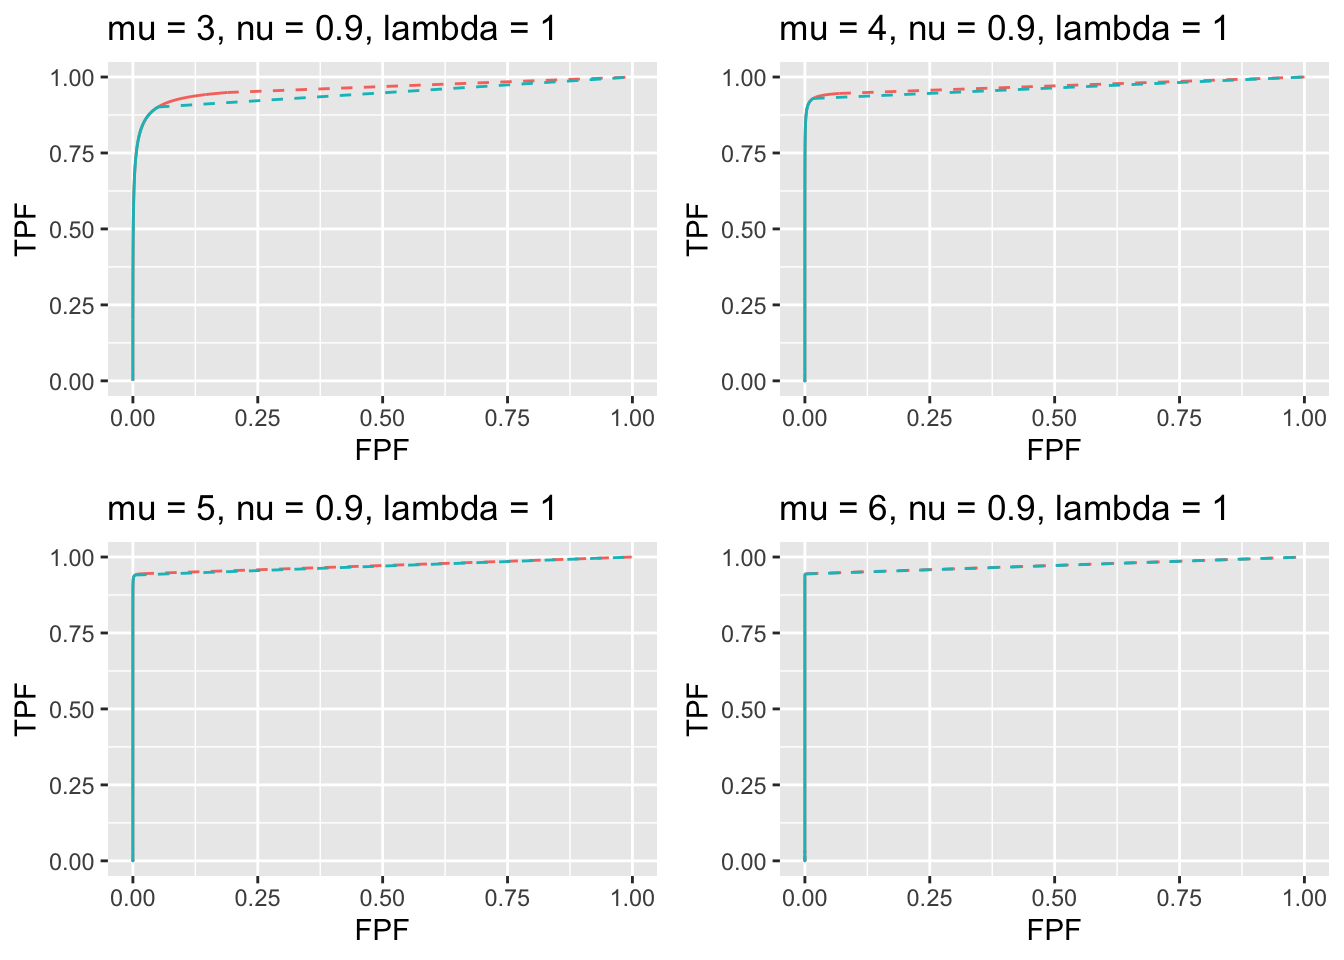 mu = 3, nu = 0.9, lambda = 1
1.00
0.75
0.50
0.25
0.00
TPF
0.00 0.25 0.50 0.75 1.00
FPF
mu = 4, nu = 0.9, lambda = 1
1.00
0.75
0.50
0.25
0.00
TPF
0.00 0.25 0.50 0.75 1.00
FPF
mu = 5, nu = 0.9, lambda = 1
1.00
0.75
0.50
0.25
0.00
TPF
0.00 0.25 0.50 0.75 1.00
FPF
mu = 6, nu = 0.9, lambda = 1
1.00
0.75
0.50
0.25
0.00
TPF
0.00 0.25 0.50 0.75 1.00
FPF